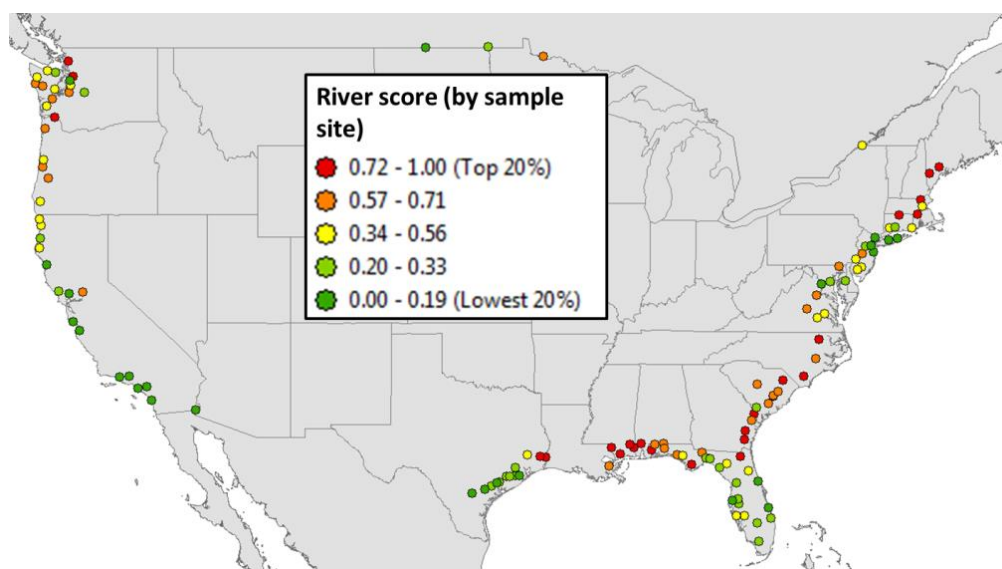 River score (by sample
site)
0.72 - 1.00 (Top 20%)
0.57 - 0.71
0.34 - 0.56
0.20 - 0.33
0.00 - 0.19 (Lowest 20%)